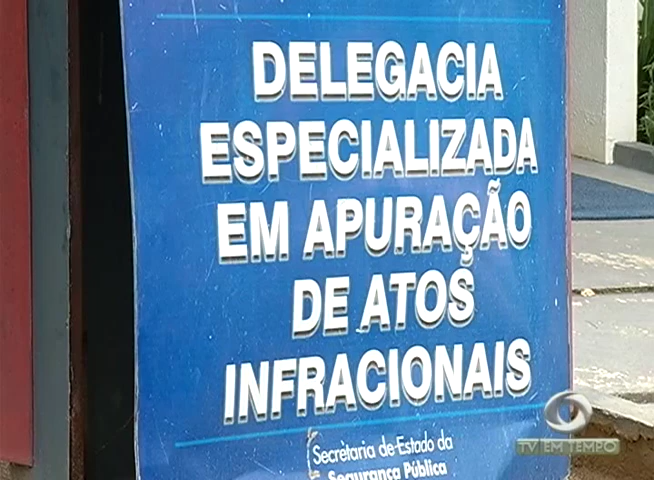 DELEGACIA
ESPECIALIZADA
EM APURAÇÃO
DE ATOS
INFRACIONAIS
Secretaria de Estado da
Segurança Pública
TV EM TEMPO